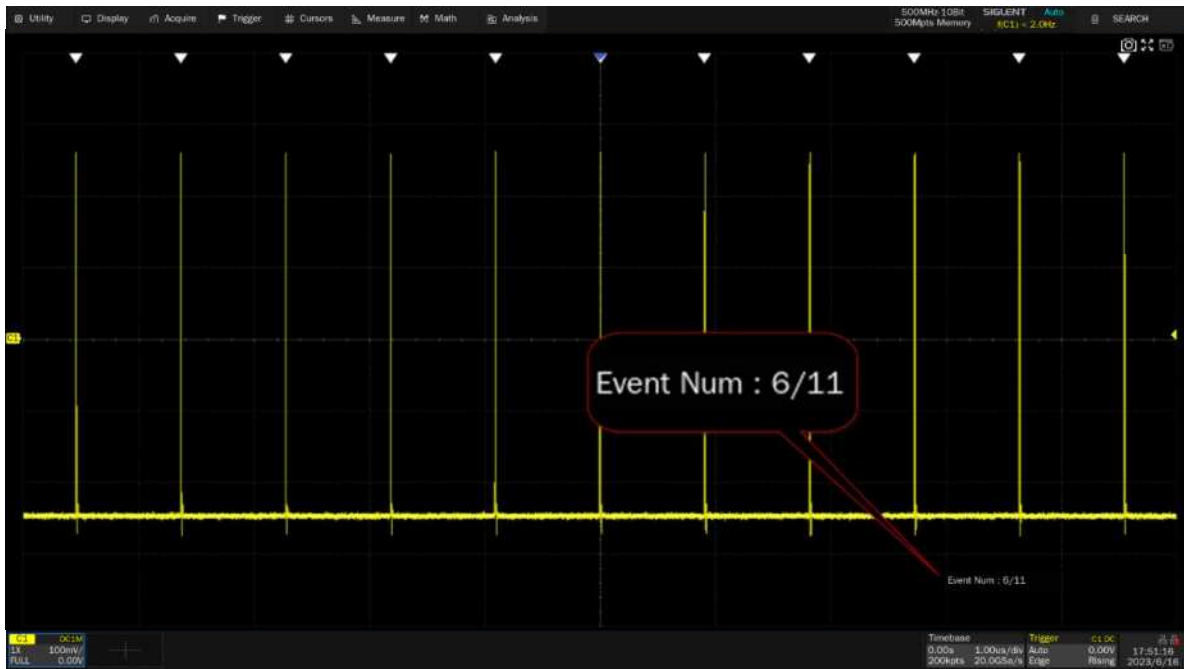 Utility Display Acquire Trigger Cursors Measure Math Analysis
500MHz 10Bit SIGLENT Auto SEARCH
500Mpts Memory f(C1) < 2.0Hz
C1
Event Num : 6/11
Event Num : 6/11
C1 DC1M Timebase Trigger C1 DC
1X 100mV/ 0.00s 1.00us/div Auto 0.00V 17:51:16
FULL 0.00V 200kpts 20.0GSa/s Edge Rising 2023/6/16